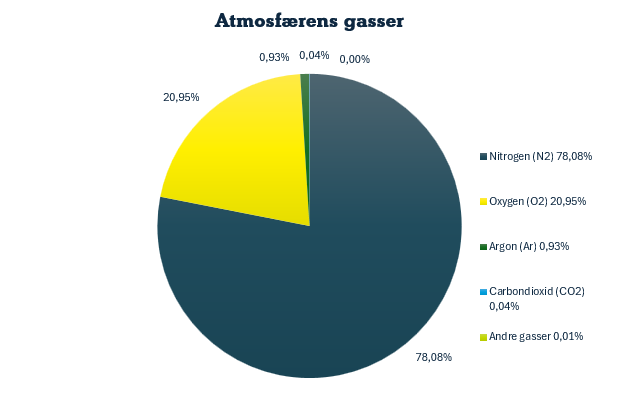 Atmosfærens gasser
0,93%
0,04%
0,00%
20,95%
78,08%
Nitrogen (N2) 78,08%
Oxygen (O2) 20,95%
Argon (Ar) 0,93%
Carbondioxid (CO2)
0,04%
Andre gasser 0,01%